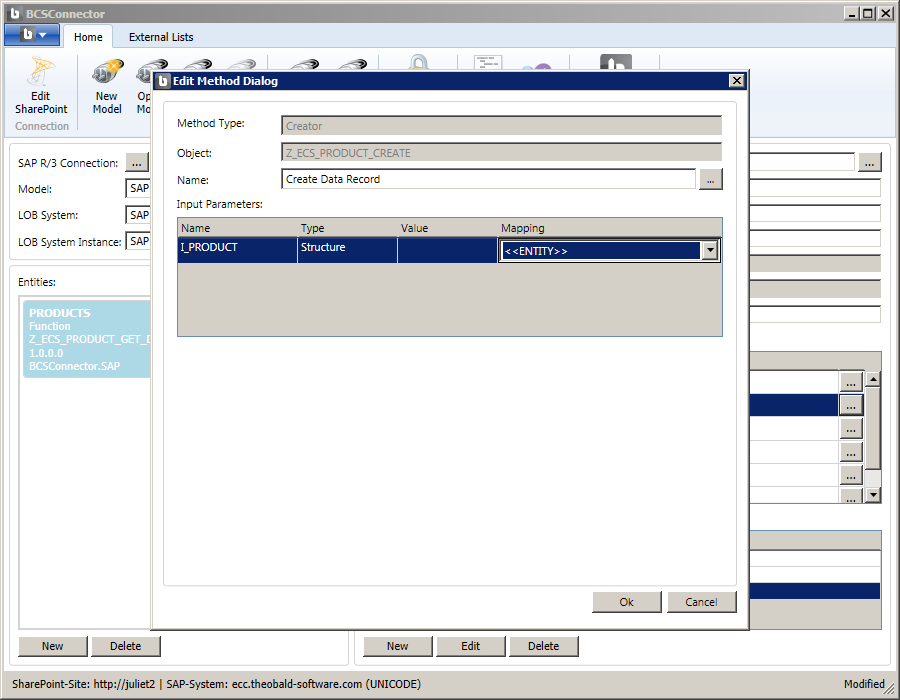 BCSConnector
Home
External Lists
Edit
SharePoint
New
Model
Op
Mo
Connection
Edit Method Dialog
Method Type:
Creator
Object:
Z_ECS_PRODUCT_CREATE
Name:
Create Data Record
...
Input Parameters:
Name Type Value Mapping
I_PRODUCT Structure <<ENTITY>>
Ok
Cancel
SAP R/3 Connection:
...
...
Model:
SAP
LOB System:
SAP
LOB System Instance:
SAP
Entities:
PRODUCTS
Function
Z_ECS_PRODUCT_GET_
1.0.0.0
BCSConnector.SAP
...
...
...
...
...
...
New
Delete
New
Edit
Delete
SharePoint-Site: http://juliet2 | SAP-System: ecc.theobald-software.com (UNICODE)
Modified